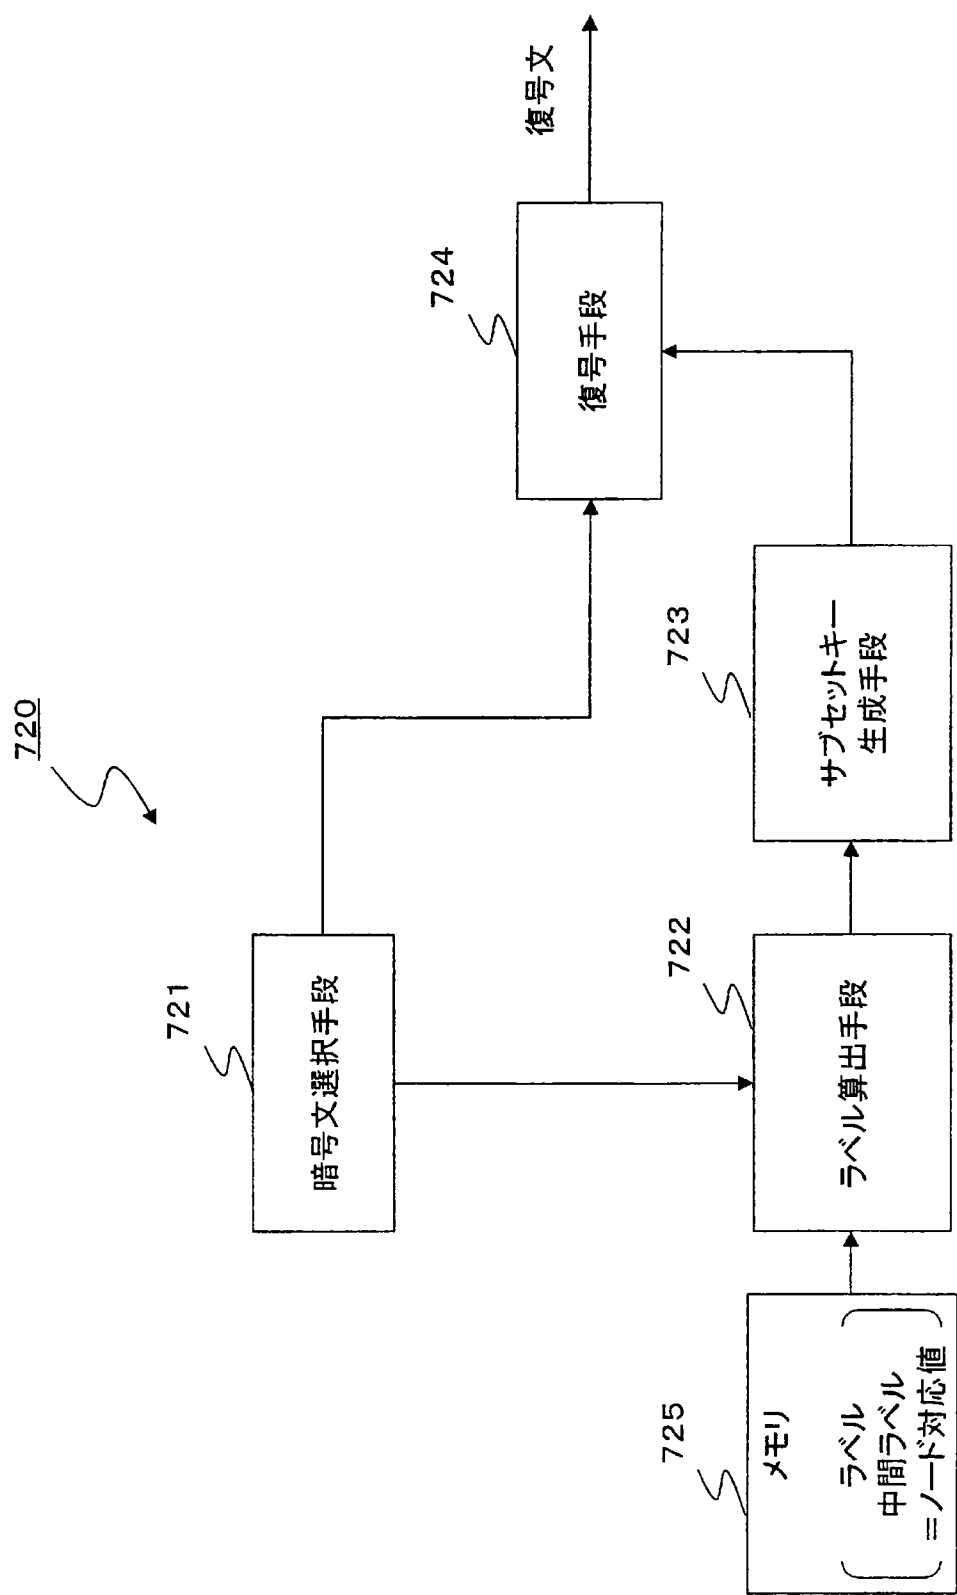 720
721
暗号文選択手段
724
復号手段
復号文
725
メモリ
ラベル
中間ラベル
=ノード対応値
722
ラベル算出手段
723
サブセットキー
生成手段